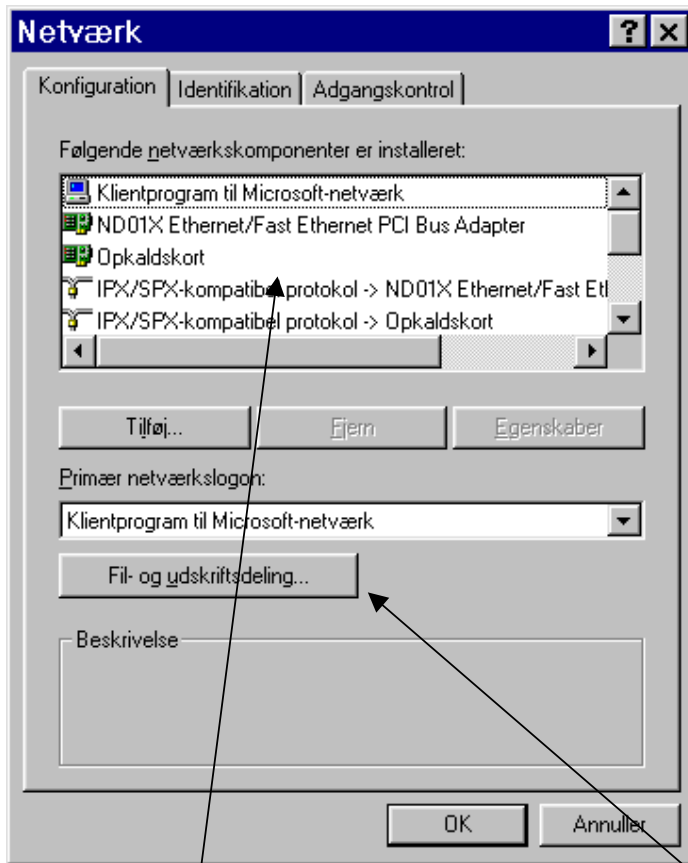 Netværk
Konfiguration Identifikation Adgangskontrol
Følgende netværkskomponenter er installeret:
Klientprogram til Microsoft-netværk
ND01X Ethernet/Fast Ethernet PCI Bus Adapter
Opkaldskort
IPX/SPX-kompatibel protokol -> ND01X Ethernet/Fast Etl
IPX/SPX-kompatibel protokol -> Opkaldskort
Tilføj... Fjern Egenskaber
Primær netværkslogon:
Klientprogram til Microsoft-netværk
Fil- og udskriftsdeling...
Beskrivelse
OK Annuller